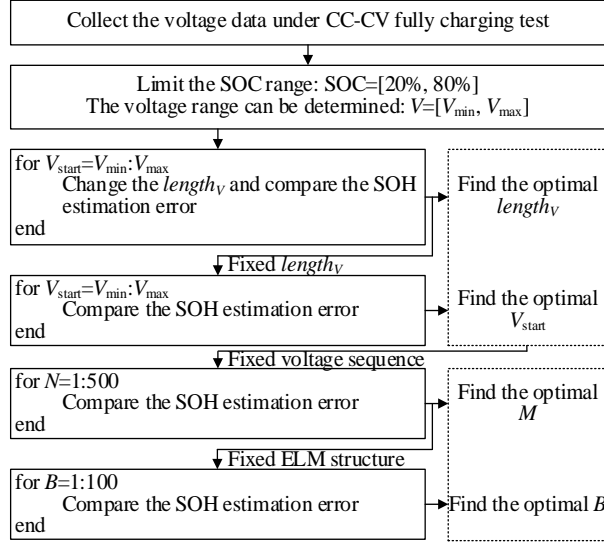 Collect the voltage data under CC-CV fully charging test
Limit the SOC range: SOC=[20%, 80%]
The voltage range can be determined: V=[Vmin, Vmax]
for Vstart=Vmin:Vmax
Change the lengthV and compare the SOH
estimation error
end
Find the optimal
lengthV
Fixed lengthV
for Vstart=Vmin:Vmax
Compare the SOH estimation error
end
Find the optimal
Vstart
Fixed voltage sequence
for N=1:500
Compare the SOH estimation error
end
Find the optimal
M
Fixed ELM structure
for B=1:100
Compare the SOH estimation error
end
Find the optimal B